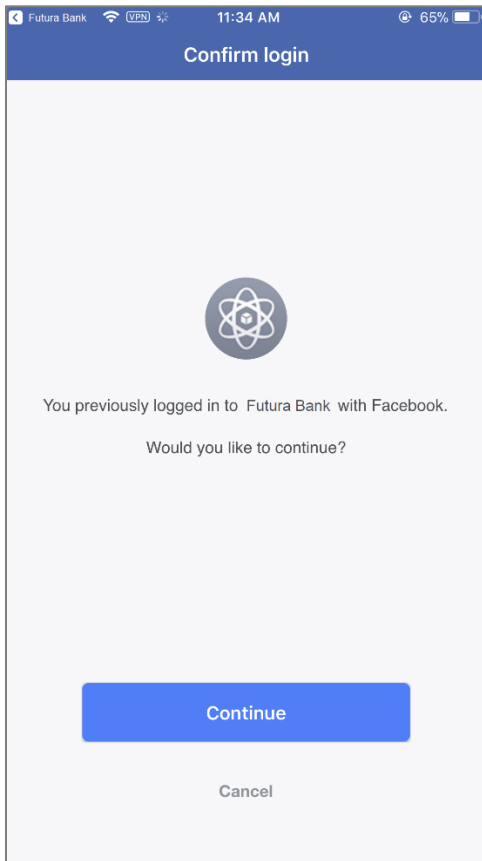 Futura Bank VPN 11:34 AM 65%
Confirm login
You previously logged in to Futura Bank with Facebook.
Would you like to continue?
Continue
Cancel